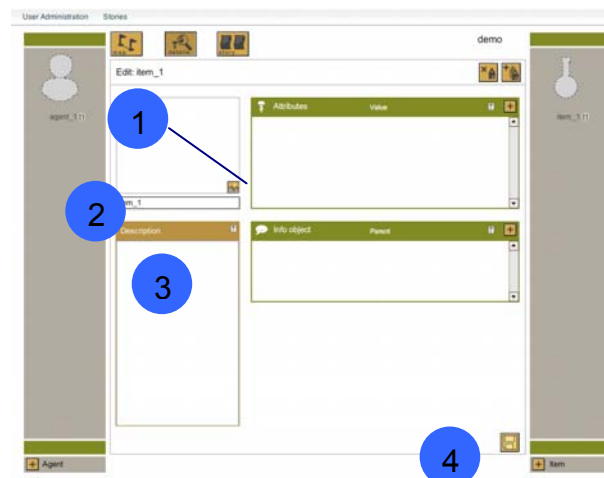 User Administration Stories
demo
Edit: item_1
agent_1
item_1
1
Attributes Value
2
Description
Info object Parent
3
4
Agent
Item